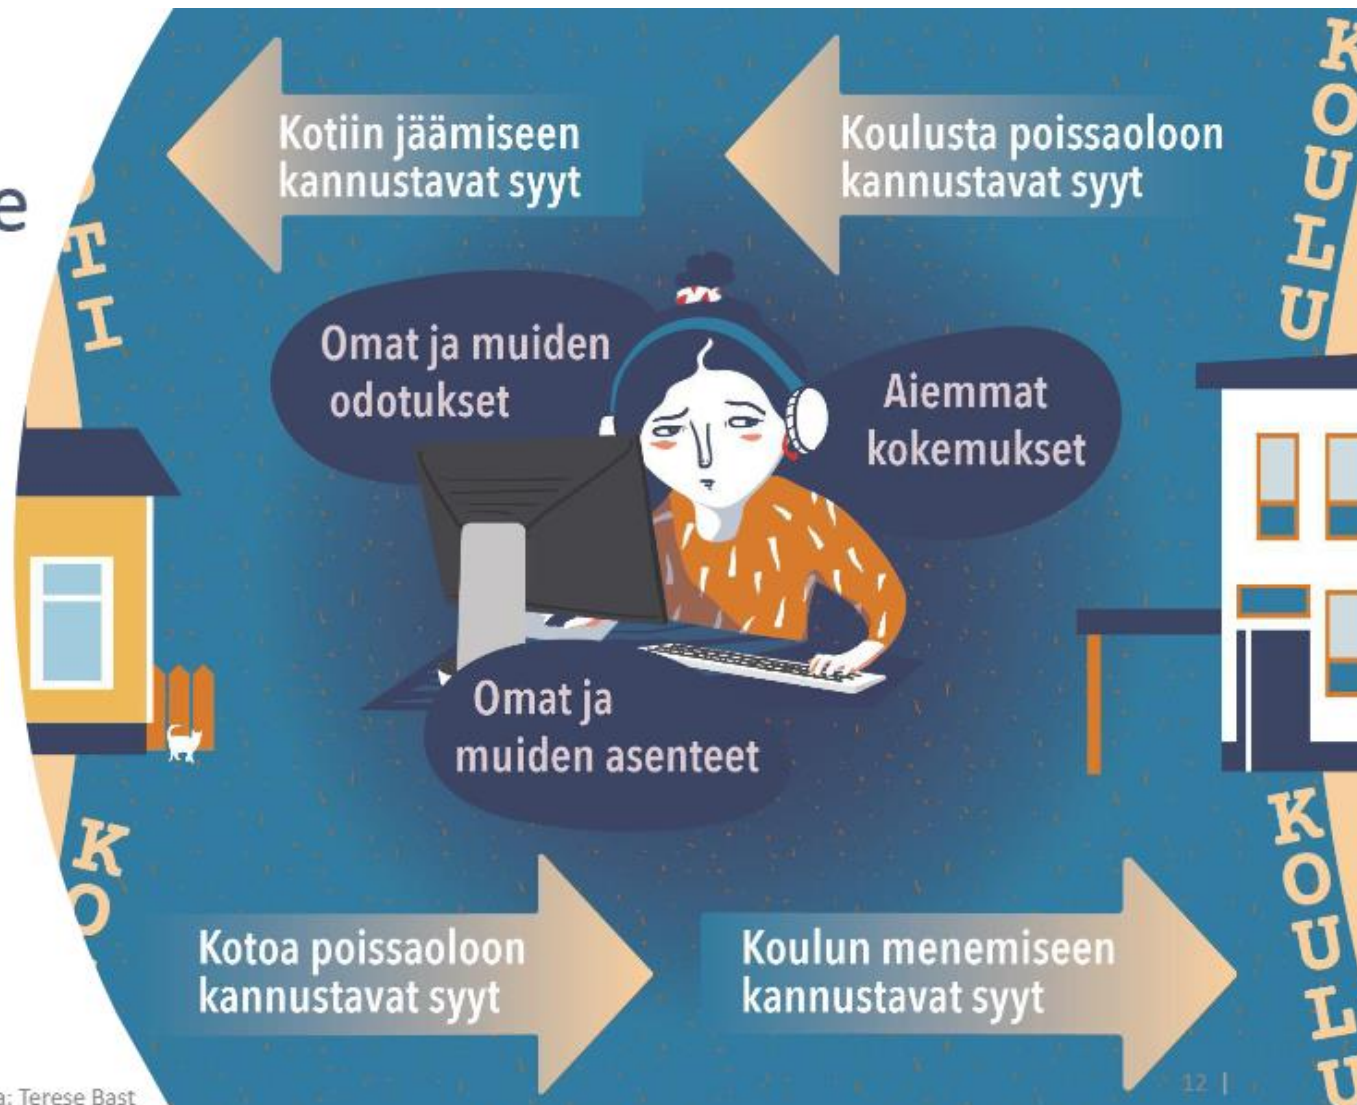 e
KOULU
Kotiin jäämiseen
kannustavat syyt
Koulusta poissaoloon
kannustavat syyt
OTI
Omat ja muiden
odotukset
Aiemmat
kokemukset
Omat ja
muiden asenteet
KO
KOULU
Kotoa poissaoloon
kannustavat syyt
Koulun menemiseen
kannustavat syyt
12 |
a: Terese Bast